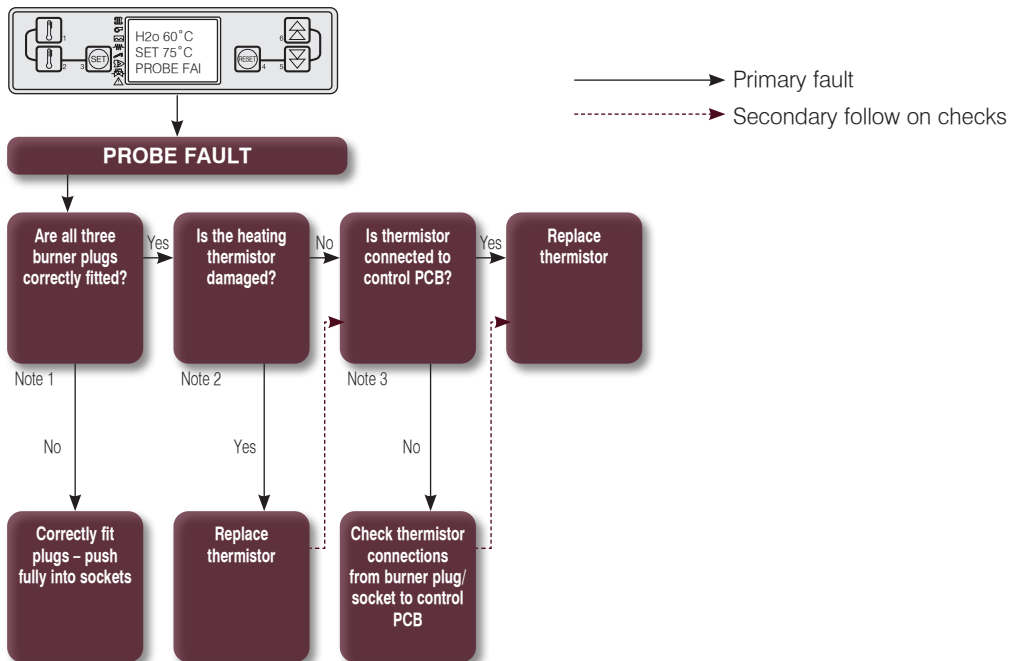 H2o 60˚C
SET 75˚C
PROBE FAI
1
2
3
SET
RESET
4
5
6
Primary fault
Secondary follow on checks
PROBE FAULT
Are all three
burner plugs
correctly fitted?
Yes
Is the heating
thermistor
damaged?
No
Is thermistor
connected to
control PCB?
Yes
Replace
thermistor
Note 1
Note 2
Note 3
No
Yes
No
Correctly fit
plugs – push
fully into sockets
Replace
thermistor
Check thermistor
connections
from burner plug/
socket to control
PCB